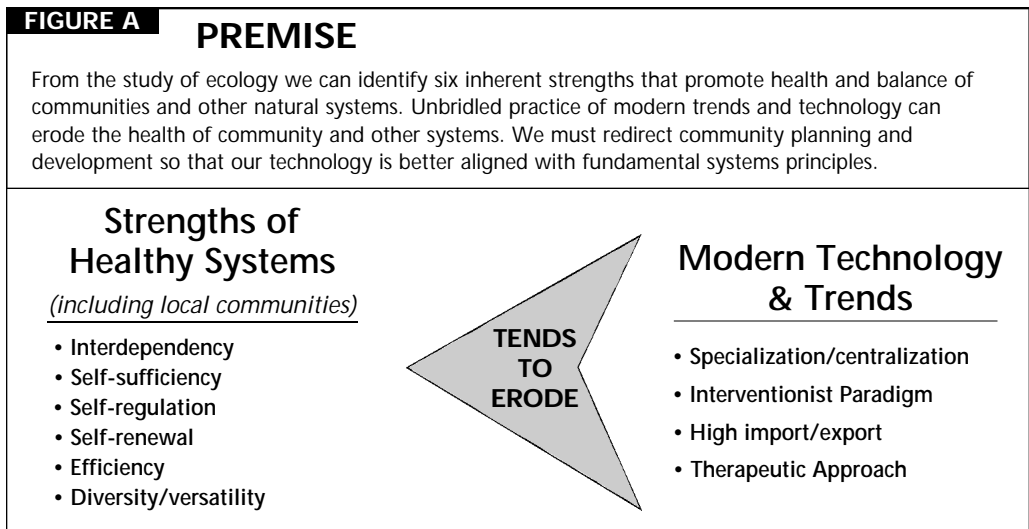 FIGURE A
PREMISE
From the study of ecology we can identify six inherent strengths that promote health and balance of
communities and other natural systems. Unbridled practice of modern trends and technology can
erode the health of community and other systems. We must redirect community planning and
development so that our technology is better aligned with fundamental systems principles.
Strengths of
Healthy Systems
(including local communities)
• Interdependency
• Self-sufficiency
• Self-regulation
• Self-renewal
• Efficiency
• Diversity/versatility
TENDS
TO
ERODE
Modern Technology
& Trends
• Specialization/centralization
• Interventionist Paradigm
• High import/export
• Therapeutic Approach